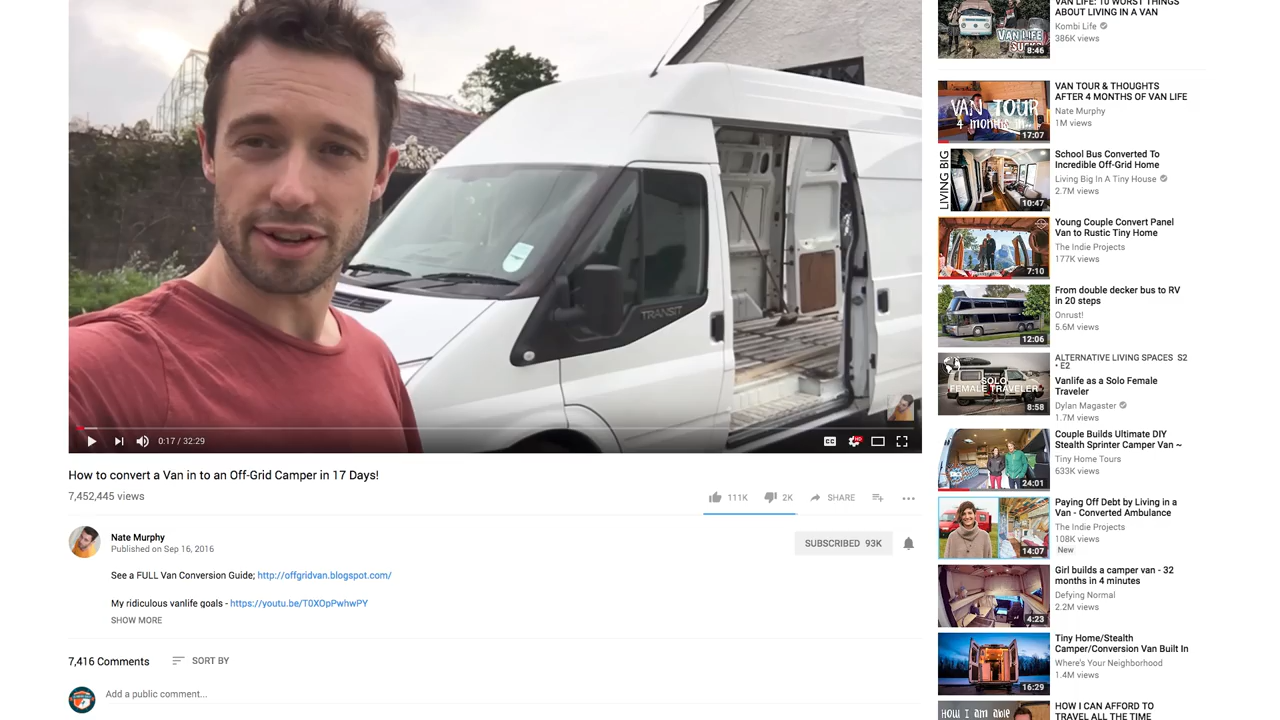 TRANSIT
0:17 / 32:29
CC
HD
How to convert a Van in to an Off-Grid Camper in 17 Days!
7,452,445 views
111K
2K
SHARE
Nate Murphy
Published on Sep 16, 2016
SUBSCRIBED 93K
See a FULL Van Conversion Guide; http://offgridvan.blogspot.com/
My ridiculous vanlife goals - https://youtu.be/T0XOpPwhwPY
SHOW MORE
7,416 Comments
SORT BY
Add a public comment...
VAN LIFE: 10 WORST THINGS
ABOUT LIVING IN A VAN
Kombi Life
386K views
VAN LIFE
SUCKS
8:46
VAN TOUR & THOUGHTS
AFTER 4 MONTHS OF VAN LIFE
Nate Murphy
1M views
VAN TOUR
4 months in..
17:07
School Bus Converted To
Incredible Off-Grid Home
Living Big In A Tiny House
2.7M views
LIVING BIG
10:47
Young Couple Convert Panel
Van to Rustic Tiny Home
The Indie Projects
177K views
7:10
From double decker bus to RV
in 20 steps
Onrust!
5.6M views
12:06
ALTERNATIVE LIVING SPACES S2
• E2
Vanlife as a Solo Female
Traveler
Dylan Magaster
1.7M views
SOLO
FEMALE TRAVELER
8:58
Couple Builds Ultimate DIY
Stealth Sprinter Camper Van ~
Tiny Home Tours
633K views
24:01
Paying Off Debt by Living in a
Van - Converted Ambulance
The Indie Projects
108K views
New
14:07
Girl builds a camper van - 32
months in 4 minutes
Defying Normal
2.2M views
4:23
Tiny Home/Stealth
Camper/Conversion Van Built In
Where's Your Neighborhood
1.4M views
16:29
HOW I CAN AFFORD TO
TRAVEL ALL THE TIME
HOW I am able